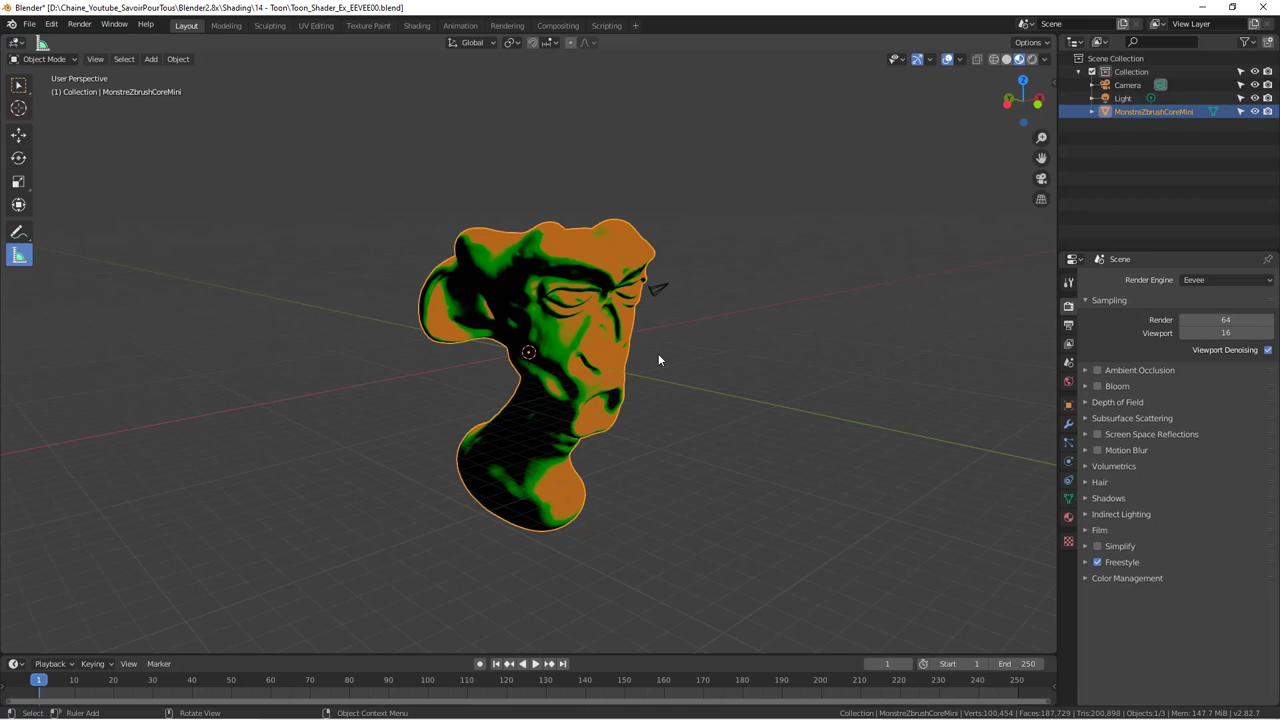 Blender* [D:\Chaine_Youtube_SavoirPourTous\Blender2.8x\Shading\14 - Toon\Toon_Shader_Ex_EEVEE00.blend]
File Edit Render Window Help Layout Modeling Sculpting UV Editing Texture Paint Shading Animation Rendering Compositing Scripting + Scene View Layer
Global Options
Object Mode View Select Add Object
User Perspective
(1) Collection | MonstreZbrushCoreMini
Z
Y
X
Scene Collection
Collection
Camera
Light
MonstreZbrushCoreMini
Scene
Render Engine Eevee
Sampling
Render 64
Viewport 16
Viewport Denoising
Ambient Occlusion
Bloom
Depth of Field
Subsurface Scattering
Screen Space Reflections
Motion Blur
Volumetrics
Hair
Shadows
Indirect Lighting
Film
Simplify
Freestyle
Color Management
Playback Keying View Marker 1 Start 1 End 250
1 10 20 30 40 50 60 70 80 90 100 110 120 130 140 150 160 170 180 190 200 210 220 230 240 250
Select Ruler Add Rotate View Object Context Menu Collection | MonstreZbrushCoreMini | Verts:100,454 | Faces:187,729 | Tris:200,898 | Objects:1/3 | Mem: 147.7 MiB | v2.82.7